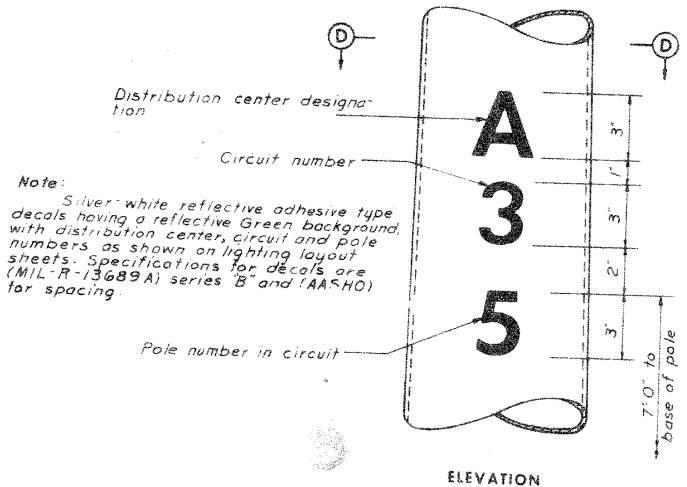 D
D
Distribution center designa-
tion
A
3"
Circuit number
1"
Note:
Silver-white reflective adhesive type
decals having a reflective Green background,
with distribution center, circuit and pole
numbers as shown on lighting layout
sheets. Specifications for decals are
(MIL-R-13689A) series "B" and (AASHO)
for spacing.
3
3"
2"
5
3"
Pole number in circuit
7'-0" to
base of pole
ELEVATION